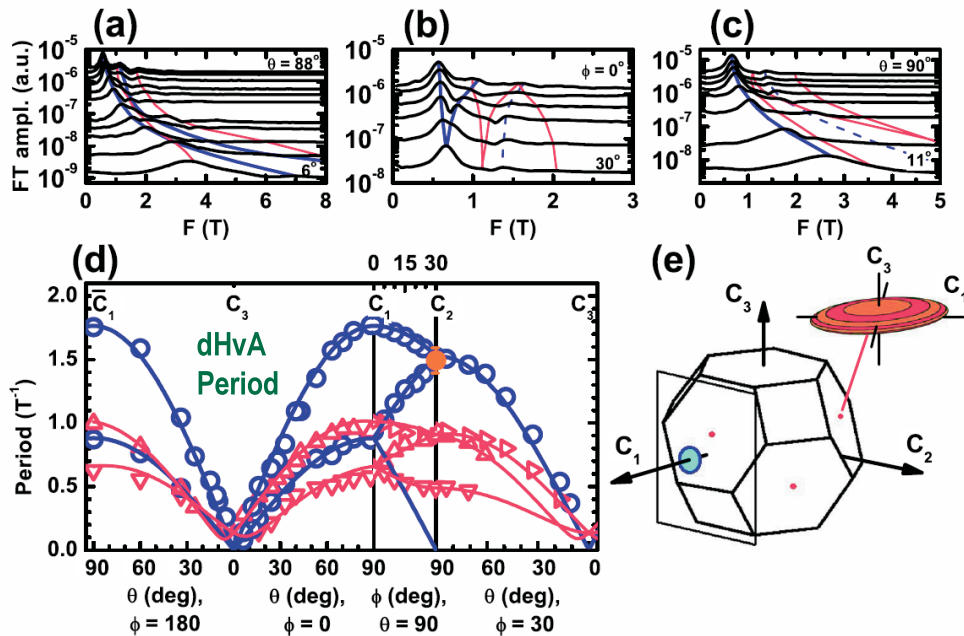 (a)
(b)
(c)
10⁻⁵
10⁻⁶
10⁻⁷
10⁻⁸
10⁻⁹
FT ampl. (a.u.)
θ = 88°
6°
0 2 4 6 8
F (T)
10⁻⁵
10⁻⁶
10⁻⁷
10⁻⁸
ϕ = 0°
30°
0 1 2 3
F (T)
10⁻⁵
10⁻⁶
10⁻⁷
10⁻⁸
θ = 90°
11°
0 1 2 3 4 5
F (T)
(d)
0 15 30
2.0
1.5
1.0
0.5
0.0
Period (T⁻¹)
C̅₁ C₃ C₁ C₂ C₃
dHvA
Period
90 60 30 0 30 60 90 90 60 30 0
θ (deg), θ (deg), ϕ (deg) θ (deg),
ϕ = 180 ϕ = 0 θ = 90 ϕ = 30
(e)
C₃
C₁
C₃
C₁
C₂